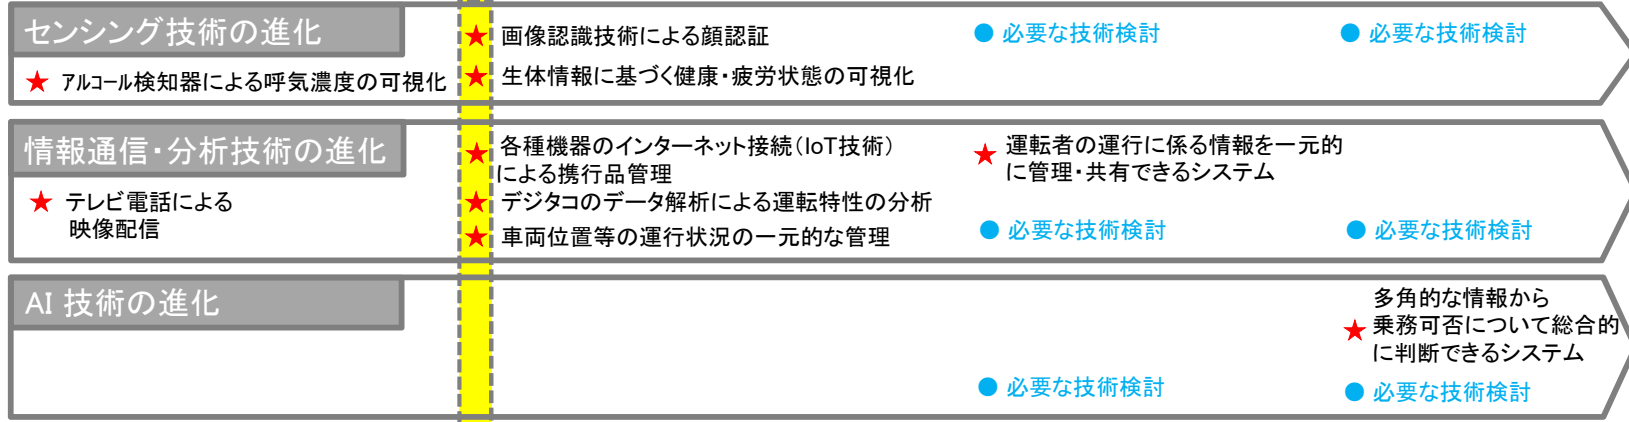 センシング技術の進化
★ アルコール検知器による呼気濃度の可視化
★ 画像認識技術による顔認証
★ 生体情報に基づく健康・疲労状態の可視化
● 必要な技術検討
● 必要な技術検討
情報通信・分析技術の進化
★ テレビ電話による
映像配信
★ 各種機器のインターネット接続（IoT技術）
による携行品管理
★ デジタコのデータ解析による運転特性の分析
★ 車両位置等の運行状況の一元的な管理
★ 運転者の運行に係る情報を一元的
に管理・共有できるシステム
● 必要な技術検討
● 必要な技術検討
AI 技術の進化
● 必要な技術検討
多角的な情報から
★ 乗務可否について総合的
に判断できるシステム
● 必要な技術検討